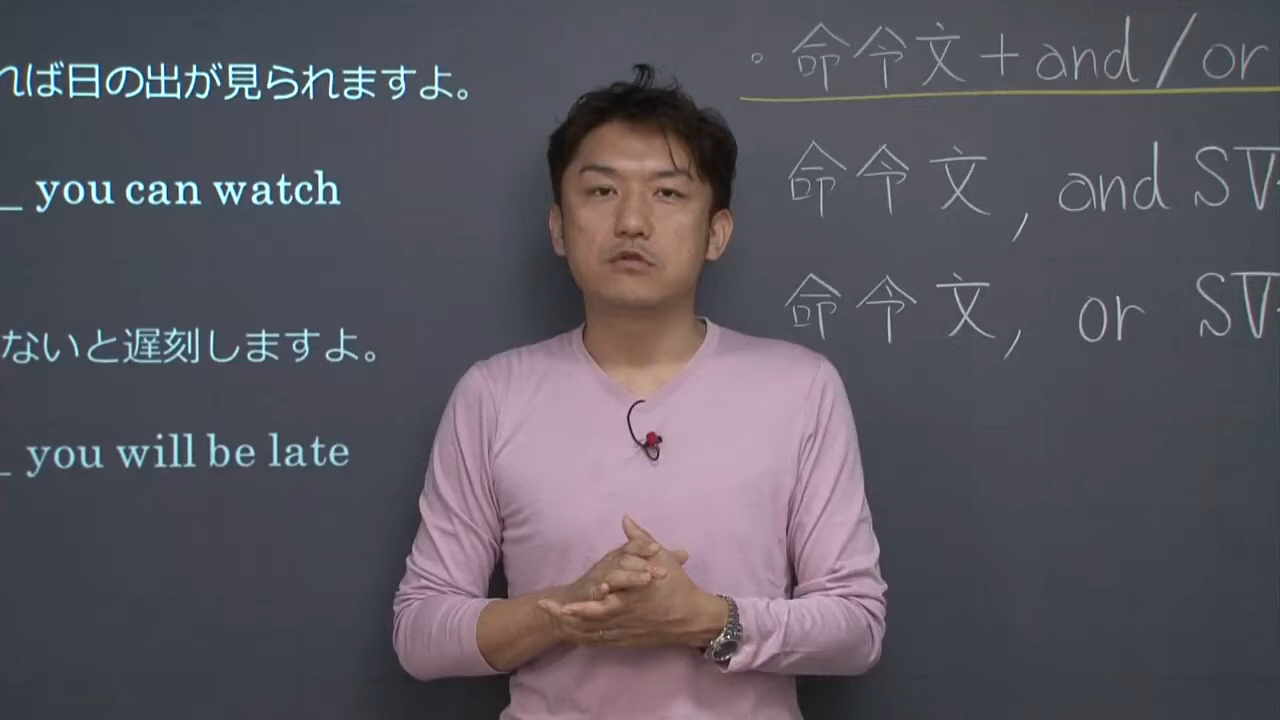 れば日の出が見られますよ。
_ you can watch
ないと遅刻しますよ。
_ you will be late
・命令文+and/or
命令文, and SV
命令文, or SV